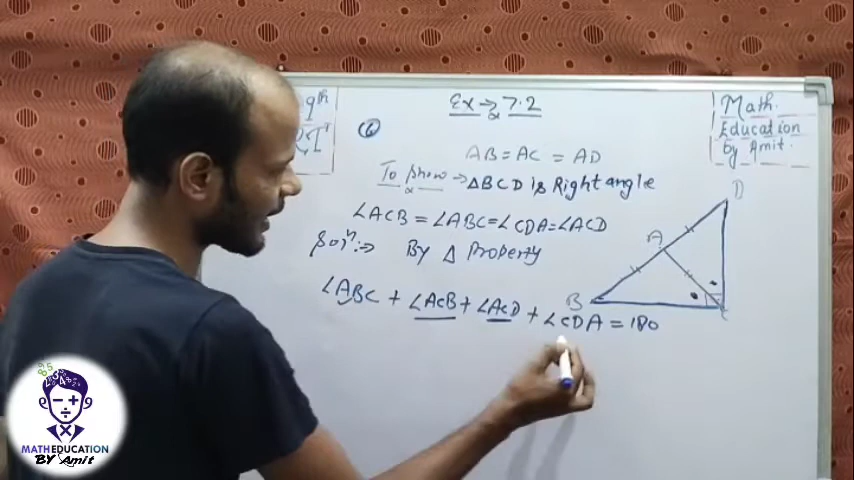 9th
Ex → 7.2
Math
Education
by Amit.
6
AB = AC = AD
To show → ΔBCD is Right angle
∠ACB = ∠ABC = ∠CDA = ∠ACD
Solⁿ :→ By Δ Property
∠ABC + ∠ACB + ∠ACD + ∠CDA = 180
D
A
B
C
MATHEDUCATION
BY Amit